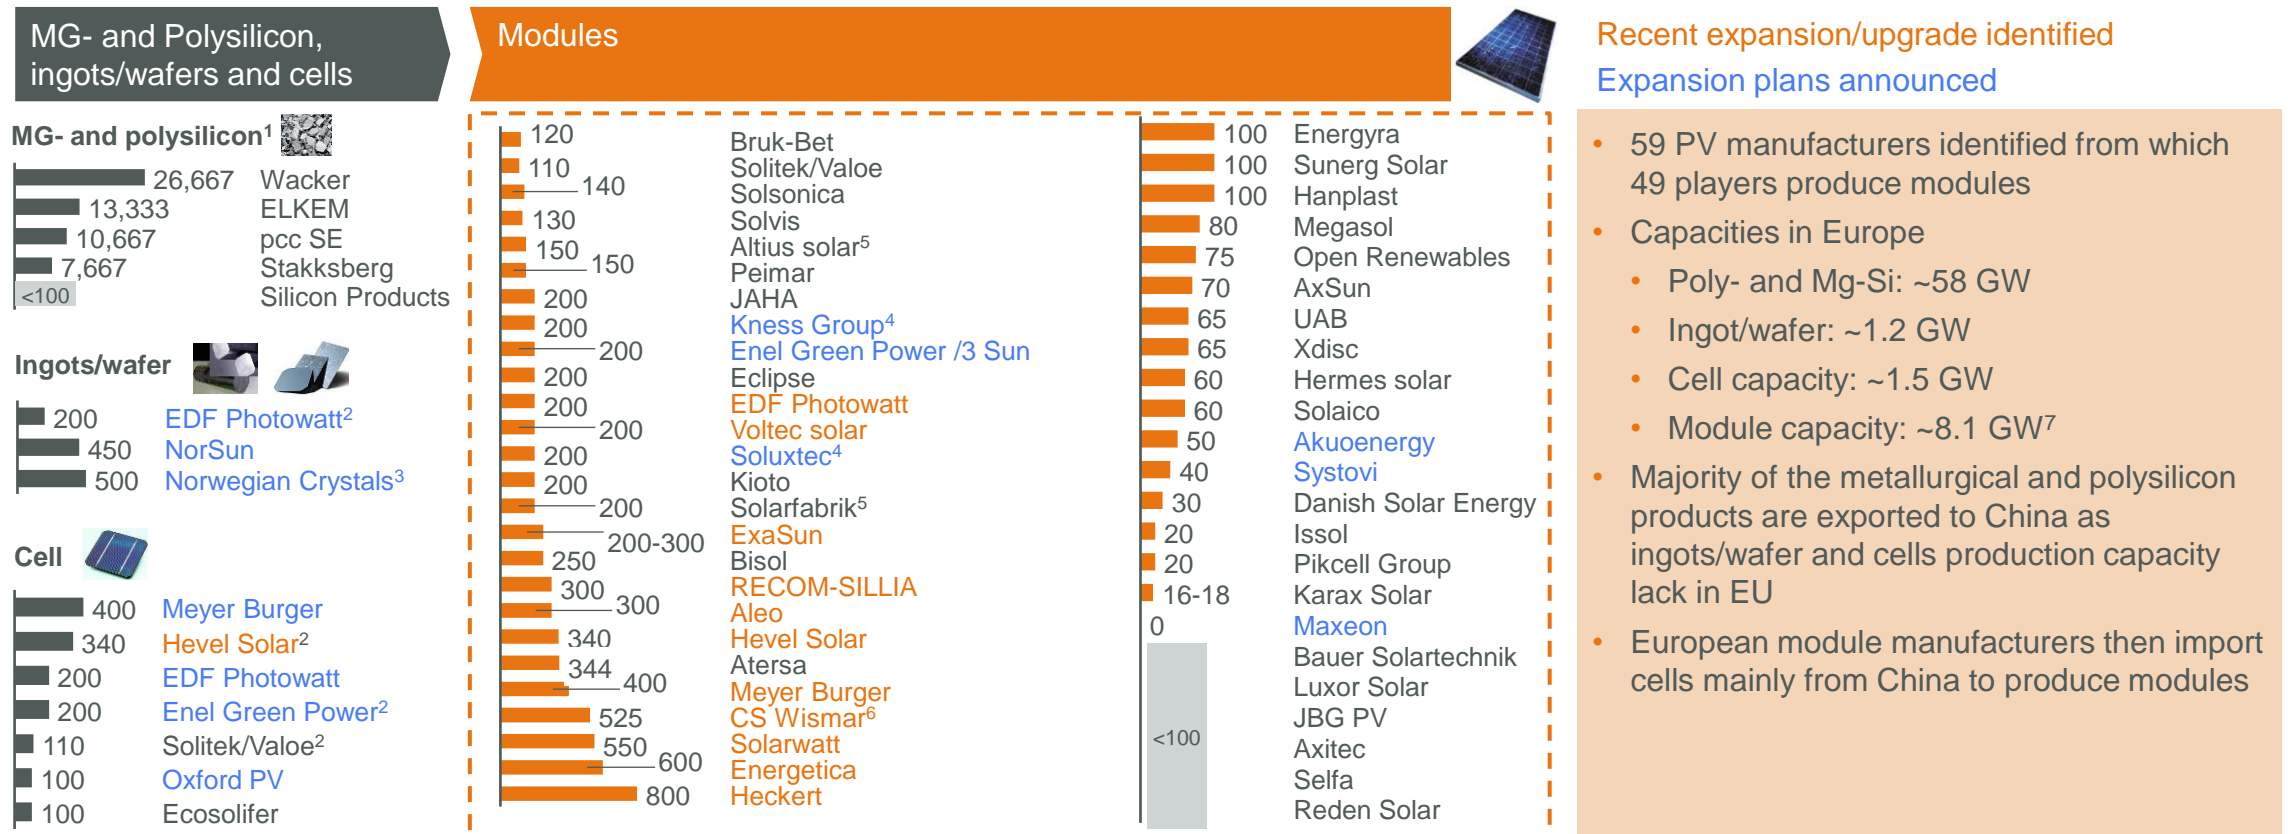 MG- and Polysilicon,
ingots/wafers and cells
Modules
Recent expansion/upgrade identified
Expansion plans announced
MG- and polysilicon¹
26,667 Wacker
13,333 ELKEM
10,667 pcc SE
7,667 Stakksberg
<100 Silicon Products
Ingots/wafer
200 EDF Photowatt²
450 NorSun
500 Norwegian Crystals³
Cell
400 Meyer Burger
340 Hevel Solar²
200 EDF Photowatt
200 Enel Green Power²
110 Solitek/Valoe²
100 Oxford PV
100 Ecosolifer
120 Bruk-Bet
110 Solitek/Valoe
140 Solsonica
130 Solvis
150 Altius solar⁵
150 Peimar
200 JAHA
200 Kness Group⁴
200 Enel Green Power /3 Sun
200 Eclipse
200 EDF Photowatt
200 Voltec solar
200 Soluxtec⁴
200 Kioto
200 Solarfabrik⁵
200-300 ExaSun
250 Bisol
300 RECOM-SILLIA
300 Aleo
340 Hevel Solar
344 Atersa
400 Meyer Burger
525 CS Wismar⁶
550 Solarwatt
600 Energetica
800 Heckert
100 Energyra
100 Sunerg Solar
100 Hanplast
80 Megasol
75 Open Renewables
70 AxSun
65 UAB
65 Xdisc
60 Hermes solar
60 Solaico
50 Akuoenergy
40 Systovi
30 Danish Solar Energy
20 Issol
20 Pikcell Group
16-18 Karax Solar
0 Maxeon
Bauer Solartechnik
Luxor Solar
JBG PV
<100 Axitec
Selfa
Reden Solar
• 59 PV manufacturers identified from which
49 players produce modules
• Capacities in Europe
• Poly- and Mg-Si: ~58 GW
• Ingot/wafer: ~1.2 GW
• Cell capacity: ~1.5 GW
• Module capacity: ~8.1 GW⁷
• Majority of the metallurgical and polysilicon
products are exported to China as
ingots/wafer and cells production capacity
lack in EU
• European module manufacturers then import
cells mainly from China to produce modules